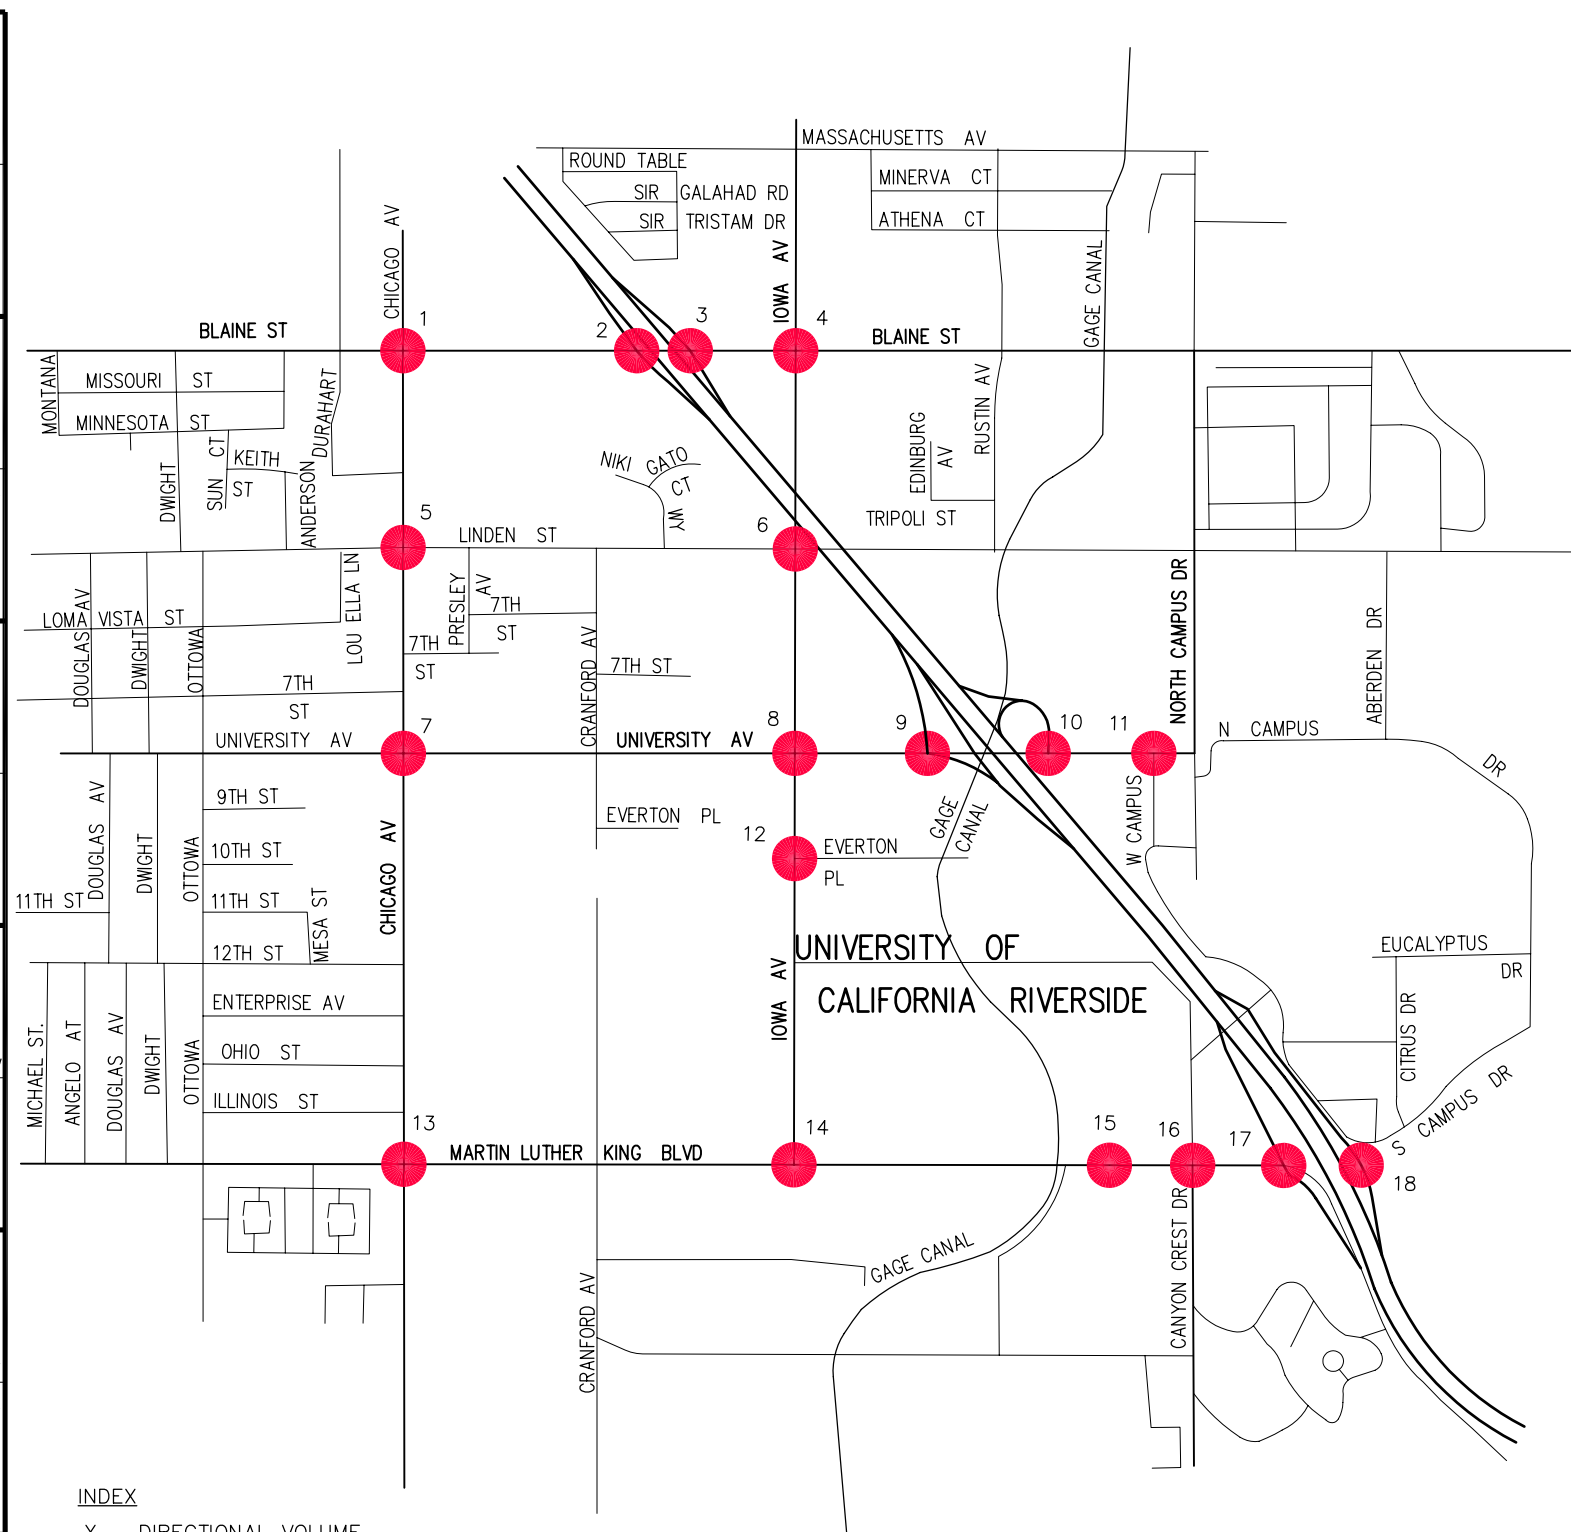 MASSACHUSETTS AV
ROUND TABLE
SIR GALAHAD RD
SIR TRISTAM DR
MINERVA CT
ATHENA CT
CHICAGO AV
IOWA AV
GAGE CANAL
BLAINE ST
1
2
3
4
BLAINE ST
MONTANA
MISSOURI ST
MINNESOTA ST
DURAHART
RUSTIN AV
EDINBURG
AV
SUN CT
KEITH
ST
DWIGHT
ANDERSON
NIKI GATO
CT
WY
TRIPOLI ST
5
LINDEN ST
6
NORTH CAMPUS DR
LOU ELLA LN
PRESLEY
AV
7TH
ST
LOMA VISTA ST
DOUGLAS AV
DWIGHT
OTTOWA
7TH
ST
CRANFORD AV
7TH ST
7TH
ST
ABERDEN DR
UNIVERSITY AV
7
UNIVERSITY AV
8
9
10
11
N CAMPUS
DR
DOUGLAS AV
DWIGHT
OTTOWA
9TH ST
10TH ST
11TH ST
11TH ST
MESA ST
12TH ST
CHICAGO AV
EVERTON PL
12
EVERTON
PL
GAGE
CANAL
W CAMPUS
UNIVERSITY OF
CALIFORNIA RIVERSIDE
IOWA AV
EUCALYPTUS
DR
CITRUS DR
S CAMPUS DR
MICHAEL ST.
ANGELO AT
DOUGLAS AV
DWIGHT
OTTOWA
ENTERPRISE AV
OHIO ST
ILLINOIS ST
13
MARTIN LUTHER KING BLVD
14
15
16
17
18
CANYON CREST DR
GAGE CANAL
CRANFORD AV
INDEX
X DIRECTIONAL VOLUME